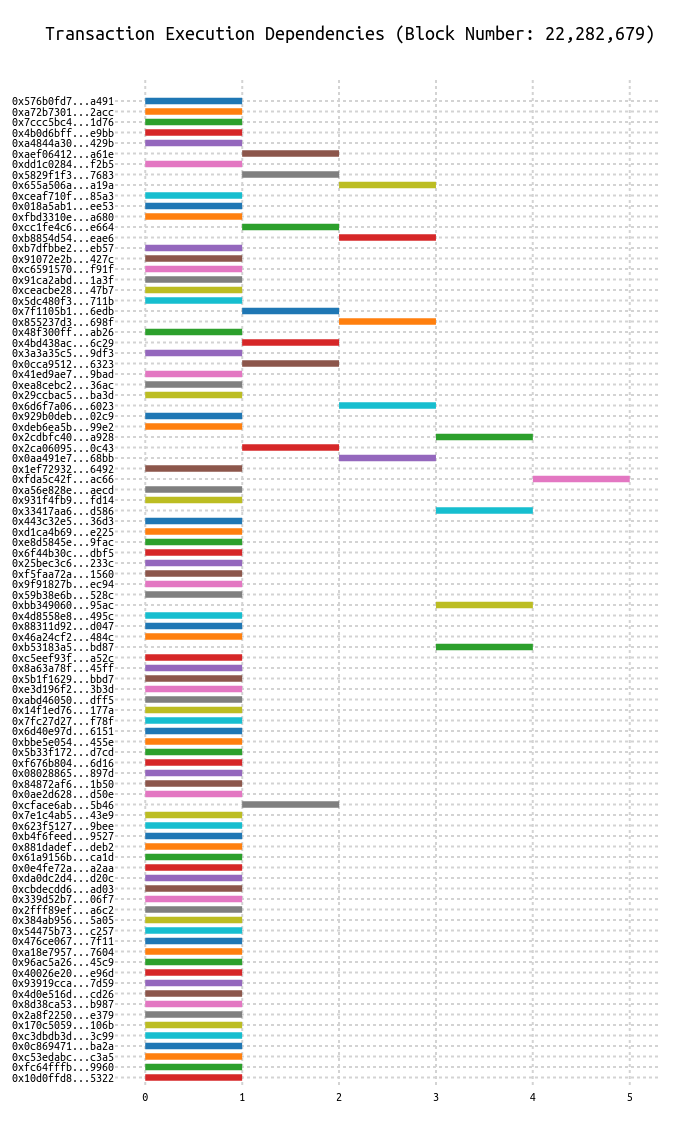 Transaction Execution Dependencies (Block Number: 22,282,679)
0x576b0fd7...a491
0xa72b7301...2acc
0x7ccc5bc4...1d76
0x4b0d6bff...e9bb
0xa4844a30...429b
0xaef06412...a61e
0xdd1c0284...f2b5
0x5829f1f3...7683
0x655a506a...a19a
0xceaf710f...85a3
0x018a5ab1...ee53
0xfbd3310e...a680
0xcc1fe4c6...e664
0xb8854d54...eae6
0xb7dfbbe2...eb57
0x91072e2b...427c
0xc6591570...f91f
0x91ca2abd...1a3f
0xceacbe28...47b7
0x5dc480f3...711b
0x7f1105b1...6edb
0x855237d3...698f
0x48f300ff...ab26
0x4bd438ac...6c29
0x3a3a35c5...9df3
0x0cca9512...6323
0x41ed9ae7...9bad
0xea8cebc2...36ac
0x29ccbac5...ba3d
0x6d6f7a06...6023
0x929b0deb...02c9
0xdeb6ea5b...99e2
0x2cdbfc40...a928
0x2ca06095...0c43
0x0aa491e7...68bb
0x1ef72932...6492
0xfda5c42f...ac66
0xa56e828e...aecd
0x931f4fb9...fd14
0x33417aa6...d586
0x443c32e5...36d3
0xd1ca4b69...e225
0xe8d5845e...9fac
0x6f44b30c...dbf5
0x25bec3c6...233c
0xf5faa72a...1560
0x9f91827b...ec94
0x59b38e6b...528c
0xbb349060...95ac
0x4d8558e8...495c
0x88311d92...d047
0x46a24cf2...484c
0xb53183a5...bd87
0xc5eef93f...a52c
0x8a63a78f...45ff
0x5b1f1629...bbd7
0xe3d196f2...3b3d
0xabd46050...dff5
0x14f1ed76...177a
0x7fc27d27...f78f
0x6d40e97d...6151
0xbbe5e054...455e
0x5b33f172...d7cd
0xf676b804...6d16
0x08028865...897d
0x84872af6...1b50
0x0ae2d628...d50e
0xcface6ab...5b46
0x7e1c4ab5...43e9
0x623f5127...9bee
0xb4f6feed...9527
0x881dadef...deb2
0x61a9156b...ca1d
0x0e4fe72a...a2aa
0xda0dc2d4...d20c
0xcbdecdd6...ad03
0x339d52b7...06f7
0x2fff89ef...a6c2
0x384ab956...5a05
0x54475b73...c257
0x476ce067...7f11
0xa18e7957...7604
0x96ac5a26...45c9
0x40026e20...e96d
0x93919cca...7d59
0x4d0e516d...cd26
0x8d38ca53...b987
0x2a8f2250...e379
0x170c5059...106b
0xc3dbdb3d...3c99
0x0c869471...ba2a
0xc53edabc...c3a5
0xfc64fffb...9960
0x10d0ffd8...5322
0 1 2 3 4 5